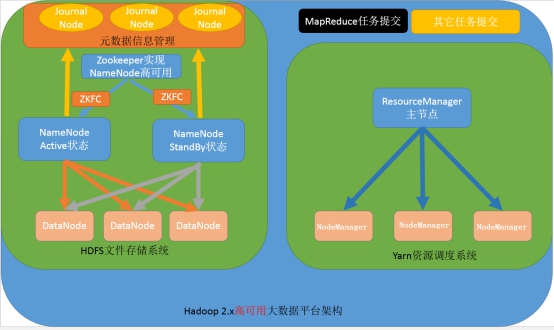 Journal
Node
Journal
Node
Journal
Node
元数据信息管理
Zookeeper实现
NameNode高可用
ZKFC
ZKFC
NameNode
Active状态
NameNode
StandBy状态
DataNode
DataNode
DataNode
HDFS文件存储系统
MapReduce任务提交
其它任务提交
ResourceManager
主节点
NodeManager
NodeManager
NodeManager
Yarn资源调度系统
Hadoop 2.x高可用大数据平台架构